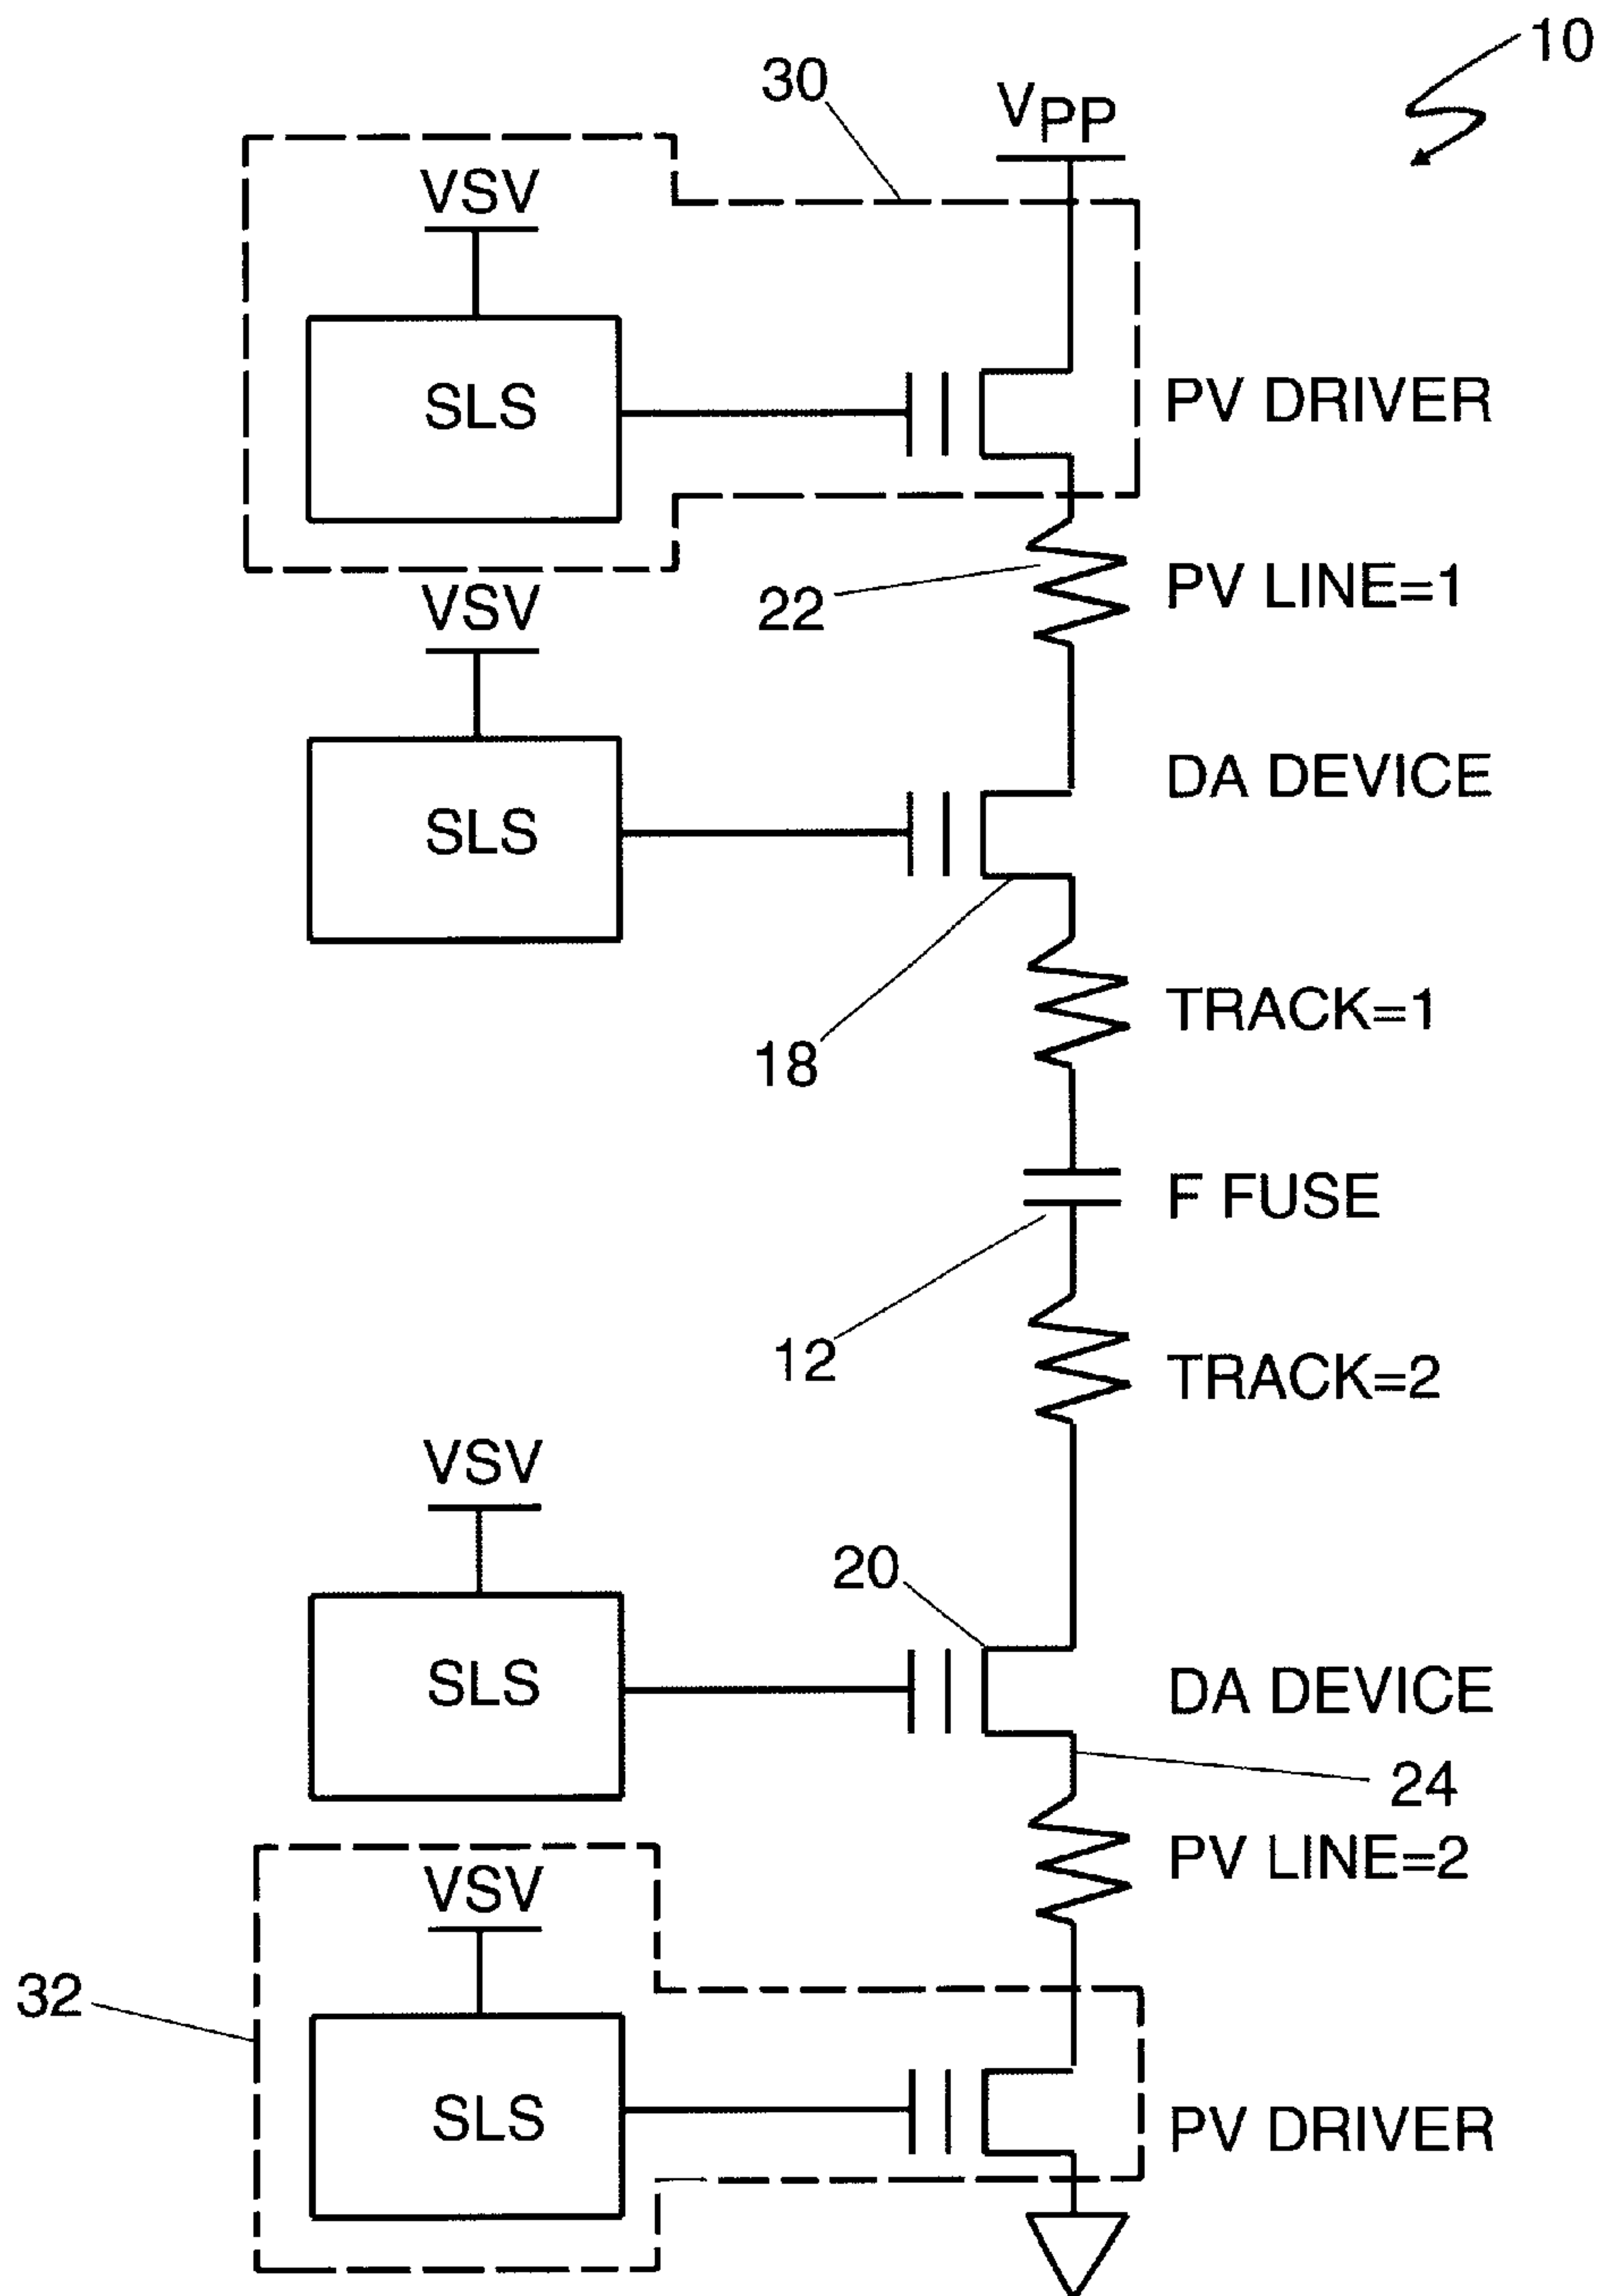 10
30
VPP
VSV
SLS
PV DRIVER
22
PV LINE=1
VSV
SLS
DA DEVICE
18
TRACK=1
F FUSE
12
TRACK=2
VSV
20
SLS
DA DEVICE
24
PV LINE=2
VSV
32
SLS
PV DRIVER